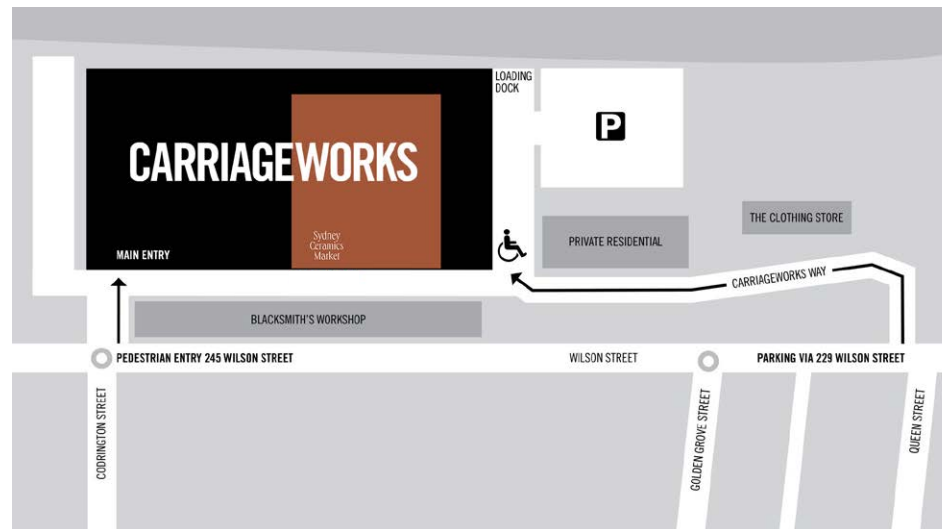 LOADING
DOCK
P
CARRIAGEWORKS
THE CLOTHING STORE
Sydney
Ceramics
Market
PRIVATE RESIDENTIAL
MAIN ENTRY
CARRIAGEWORKS WAY
BLACKSMITH'S WORKSHOP
PEDESTRIAN ENTRY 245 WILSON STREET
WILSON STREET
PARKING VIA 229 WILSON STREET
CODRINGTON STREET
GOLDEN GROVE STREET
QUEEN STREET